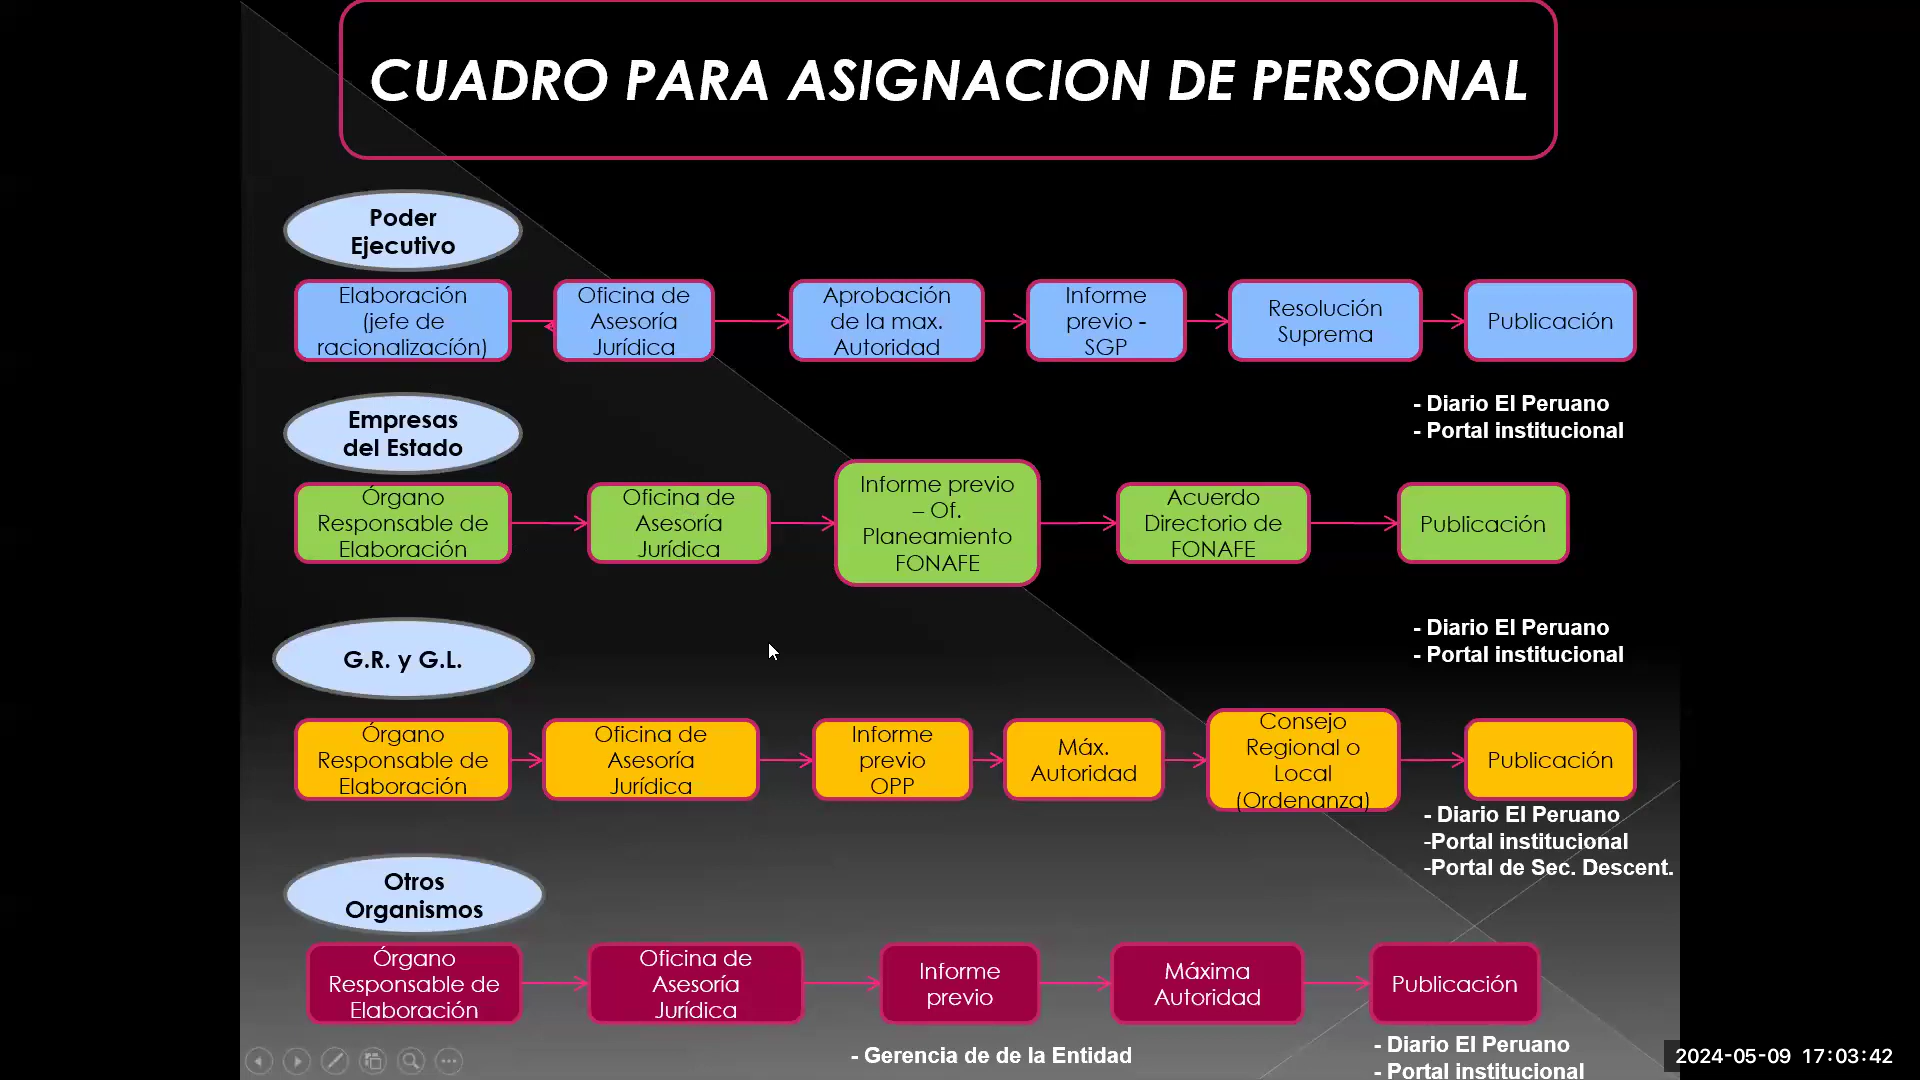 CUADRO PARA ASIGNACION DE PERSONAL
Poder
Ejecutivo
Elaboración
(jefe de
racionalizacíón)
Oficina de
Asesoría
Jurídica
Aprobación
de la max.
Autoridad
Informe
previo -
SGP
Resolución
Suprema
Publicación
- Diario El Peruano
- Portal institucional
Empresas
del Estado
Órgano
Responsable de
Elaboración
Oficina de
Asesoría
Jurídica
Informe previo
– Of.
Planeamiento
FONAFE
Acuerdo
Directorio de
FONAFE
Publicación
- Diario El Peruano
- Portal institucional
G.R. y G.L.
Órgano
Responsable de
Elaboración
Oficina de
Asesoría
Jurídica
Informe
previo
OPP
Máx.
Autoridad
Consejo
Regional o
Local
(Ordenanza)
Publicación
- Diario El Peruano
-Portal institucional
-Portal de Sec. Descent.
Otros
Organismos
Órgano
Responsable de
Elaboración
Oficina de
Asesoría
Jurídica
Informe
previo
Máxima
Autoridad
Publicación
- Gerencia de de la Entidad
- Diario El Peruano
- Portal institucional
2024-05-09 17:03:42